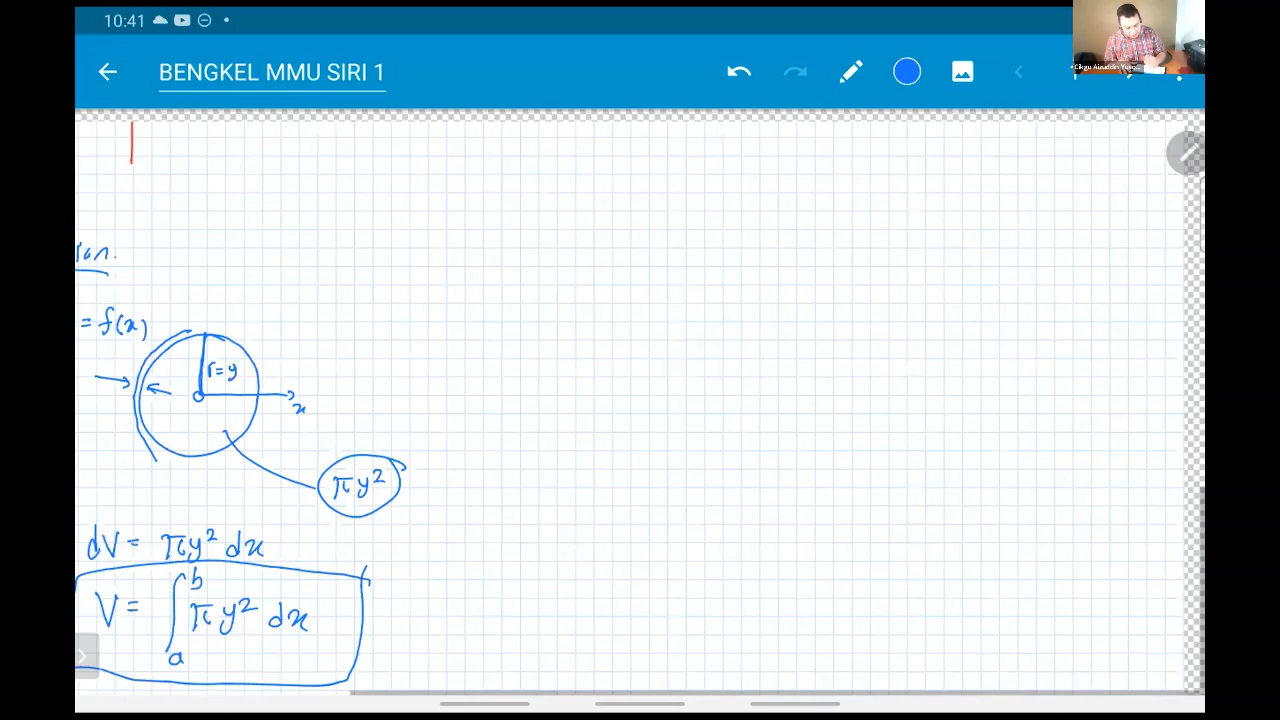 10:41
BENGKEL MMU SIRI 1
= f(x)
r=y
x
πy²
dV = πy² dx
V = ∫ₐᵇ πy² dx